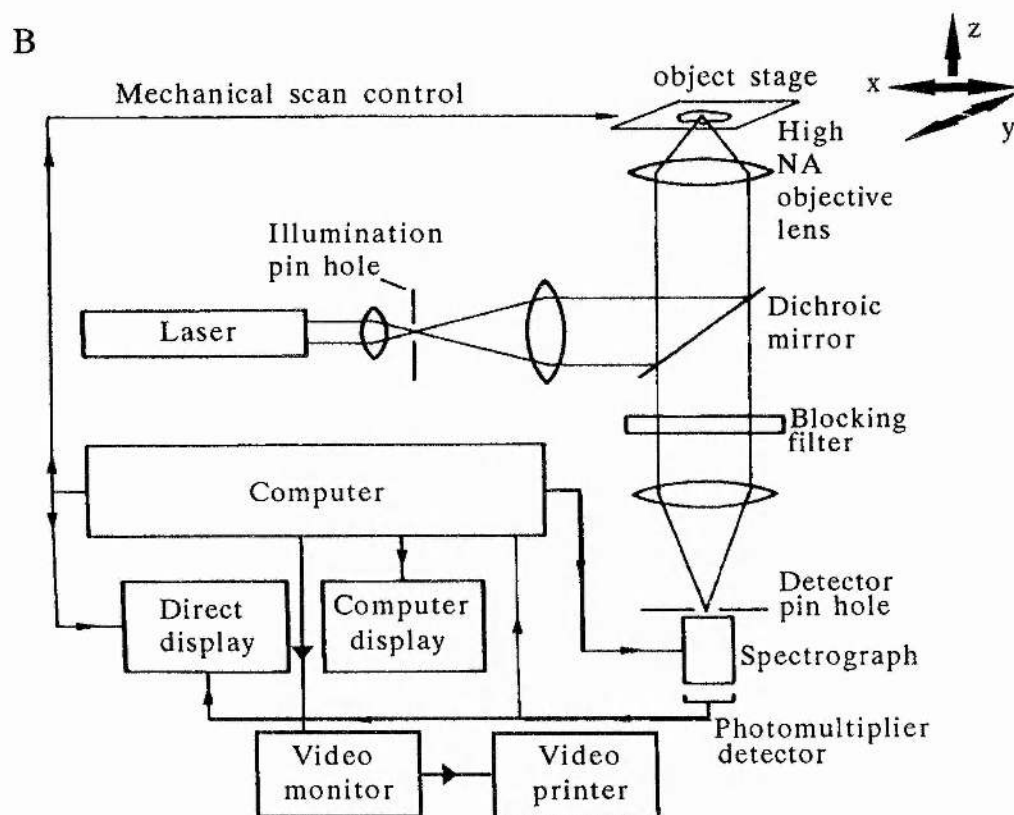 B
z
x
y
object stage
Mechanical scan control
High
NA
objective
lens
Illumination
pin hole
Laser
Dichroic
mirror
Blocking
filter
Computer
Detector
pin hole
Direct
display
Computer
display
Spectrograph
Photomultiplier
detector
Video
monitor
Video
printer